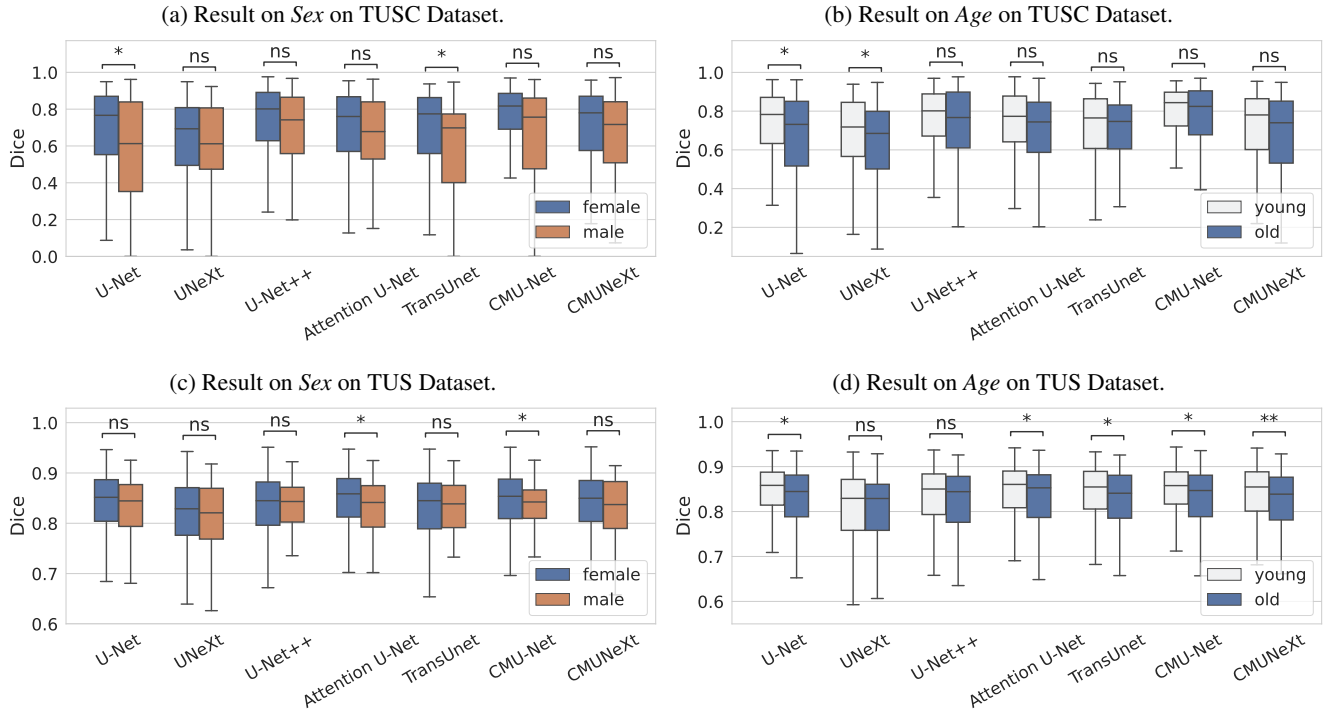 (a) Result on Sex on TUSC Dataset.
* ns ns ns * ns ns
1.0
0.8
0.6
0.4
0.2
0.0
Dice
female
male
U-Net UNeXt U-Net++ Attention U-Net TransUnet CMU-Net CMUNeXt
(b) Result on Age on TUSC Dataset.
* * ns ns ns ns ns
1.0
0.8
0.6
0.4
0.2
Dice
young
old
U-Net UNeXt U-Net++ Attention U-Net TransUnet CMU-Net CMUNeXt
(c) Result on Sex on TUS Dataset.
ns ns ns * ns * ns
1.0
0.9
0.8
0.7
0.6
Dice
female
male
U-Net UNeXt U-Net++ Attention U-Net TransUnet CMU-Net CMUNeXt
(d) Result on Age on TUS Dataset.
* ns ns * * * **
1.0
0.9
0.8
0.7
0.6
Dice
young
old
U-Net UNeXt U-Net++ Attention U-Net TransUnet CMU-Net CMUNeXt